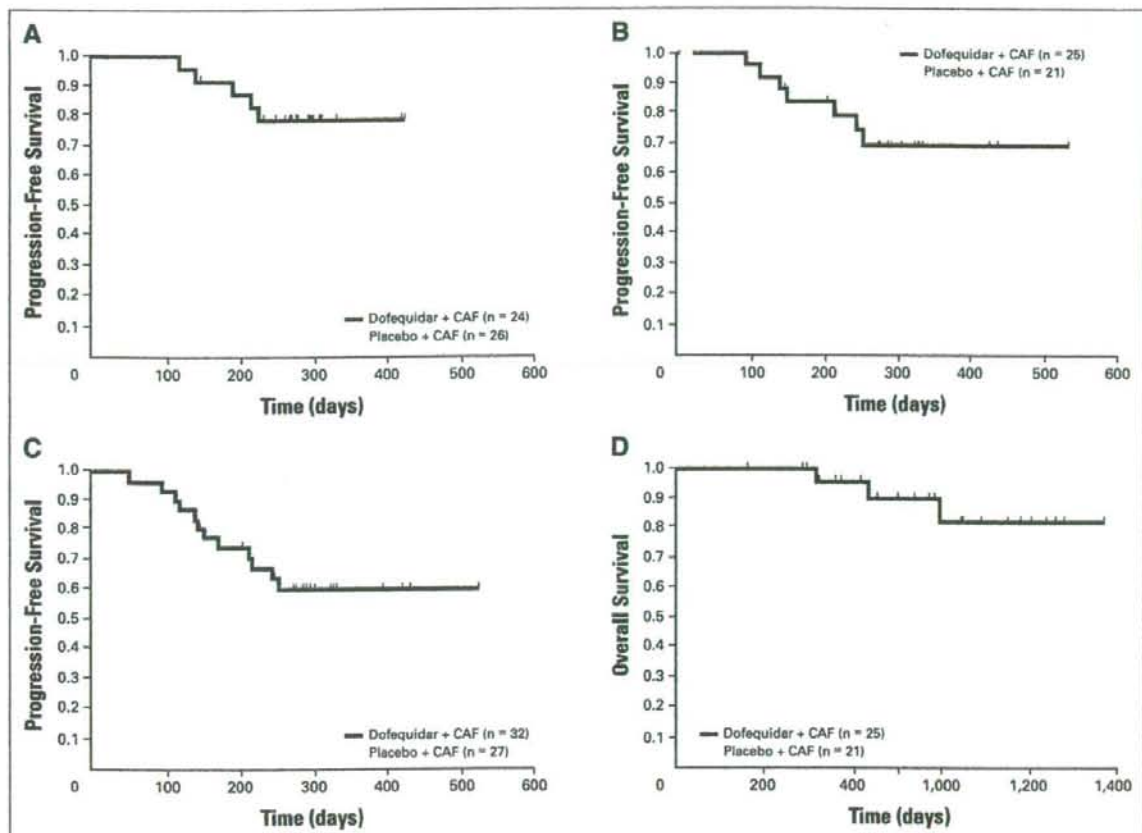 A
Progression-Free Survival
1.0
0.9
0.8
0.7
0.6
0.5
0.4
0.3
0.2
0.1
Dofequidar + CAF (n = 24)
Placebo + CAF (n = 26)
0 100 200 300 400 500 600
Time (days)
B
Progression-Free Survival
1.0
0.9
0.8
0.7
0.6
0.5
0.4
0.3
0.2
0.1
Dofequidar + CAF (n = 25)
Placebo + CAF (n = 21)
0 100 200 300 400 500 600
Time (days)
C
Progression-Free Survival
1.0
0.9
0.8
0.7
0.6
0.5
0.4
0.3
0.2
0.1
Dofequidar + CAF (n = 32)
Placebo + CAF (n = 27)
0 100 200 300 400 500 600
Time (days)
D
Overall Survival
1.0
0.9
0.8
0.7
0.6
0.5
0.4
0.3
0.2
0.1
Dofequidar + CAF (n = 25)
Placebo + CAF (n = 21)
0 200 400 1,000 1,200 1,400
Time (days)